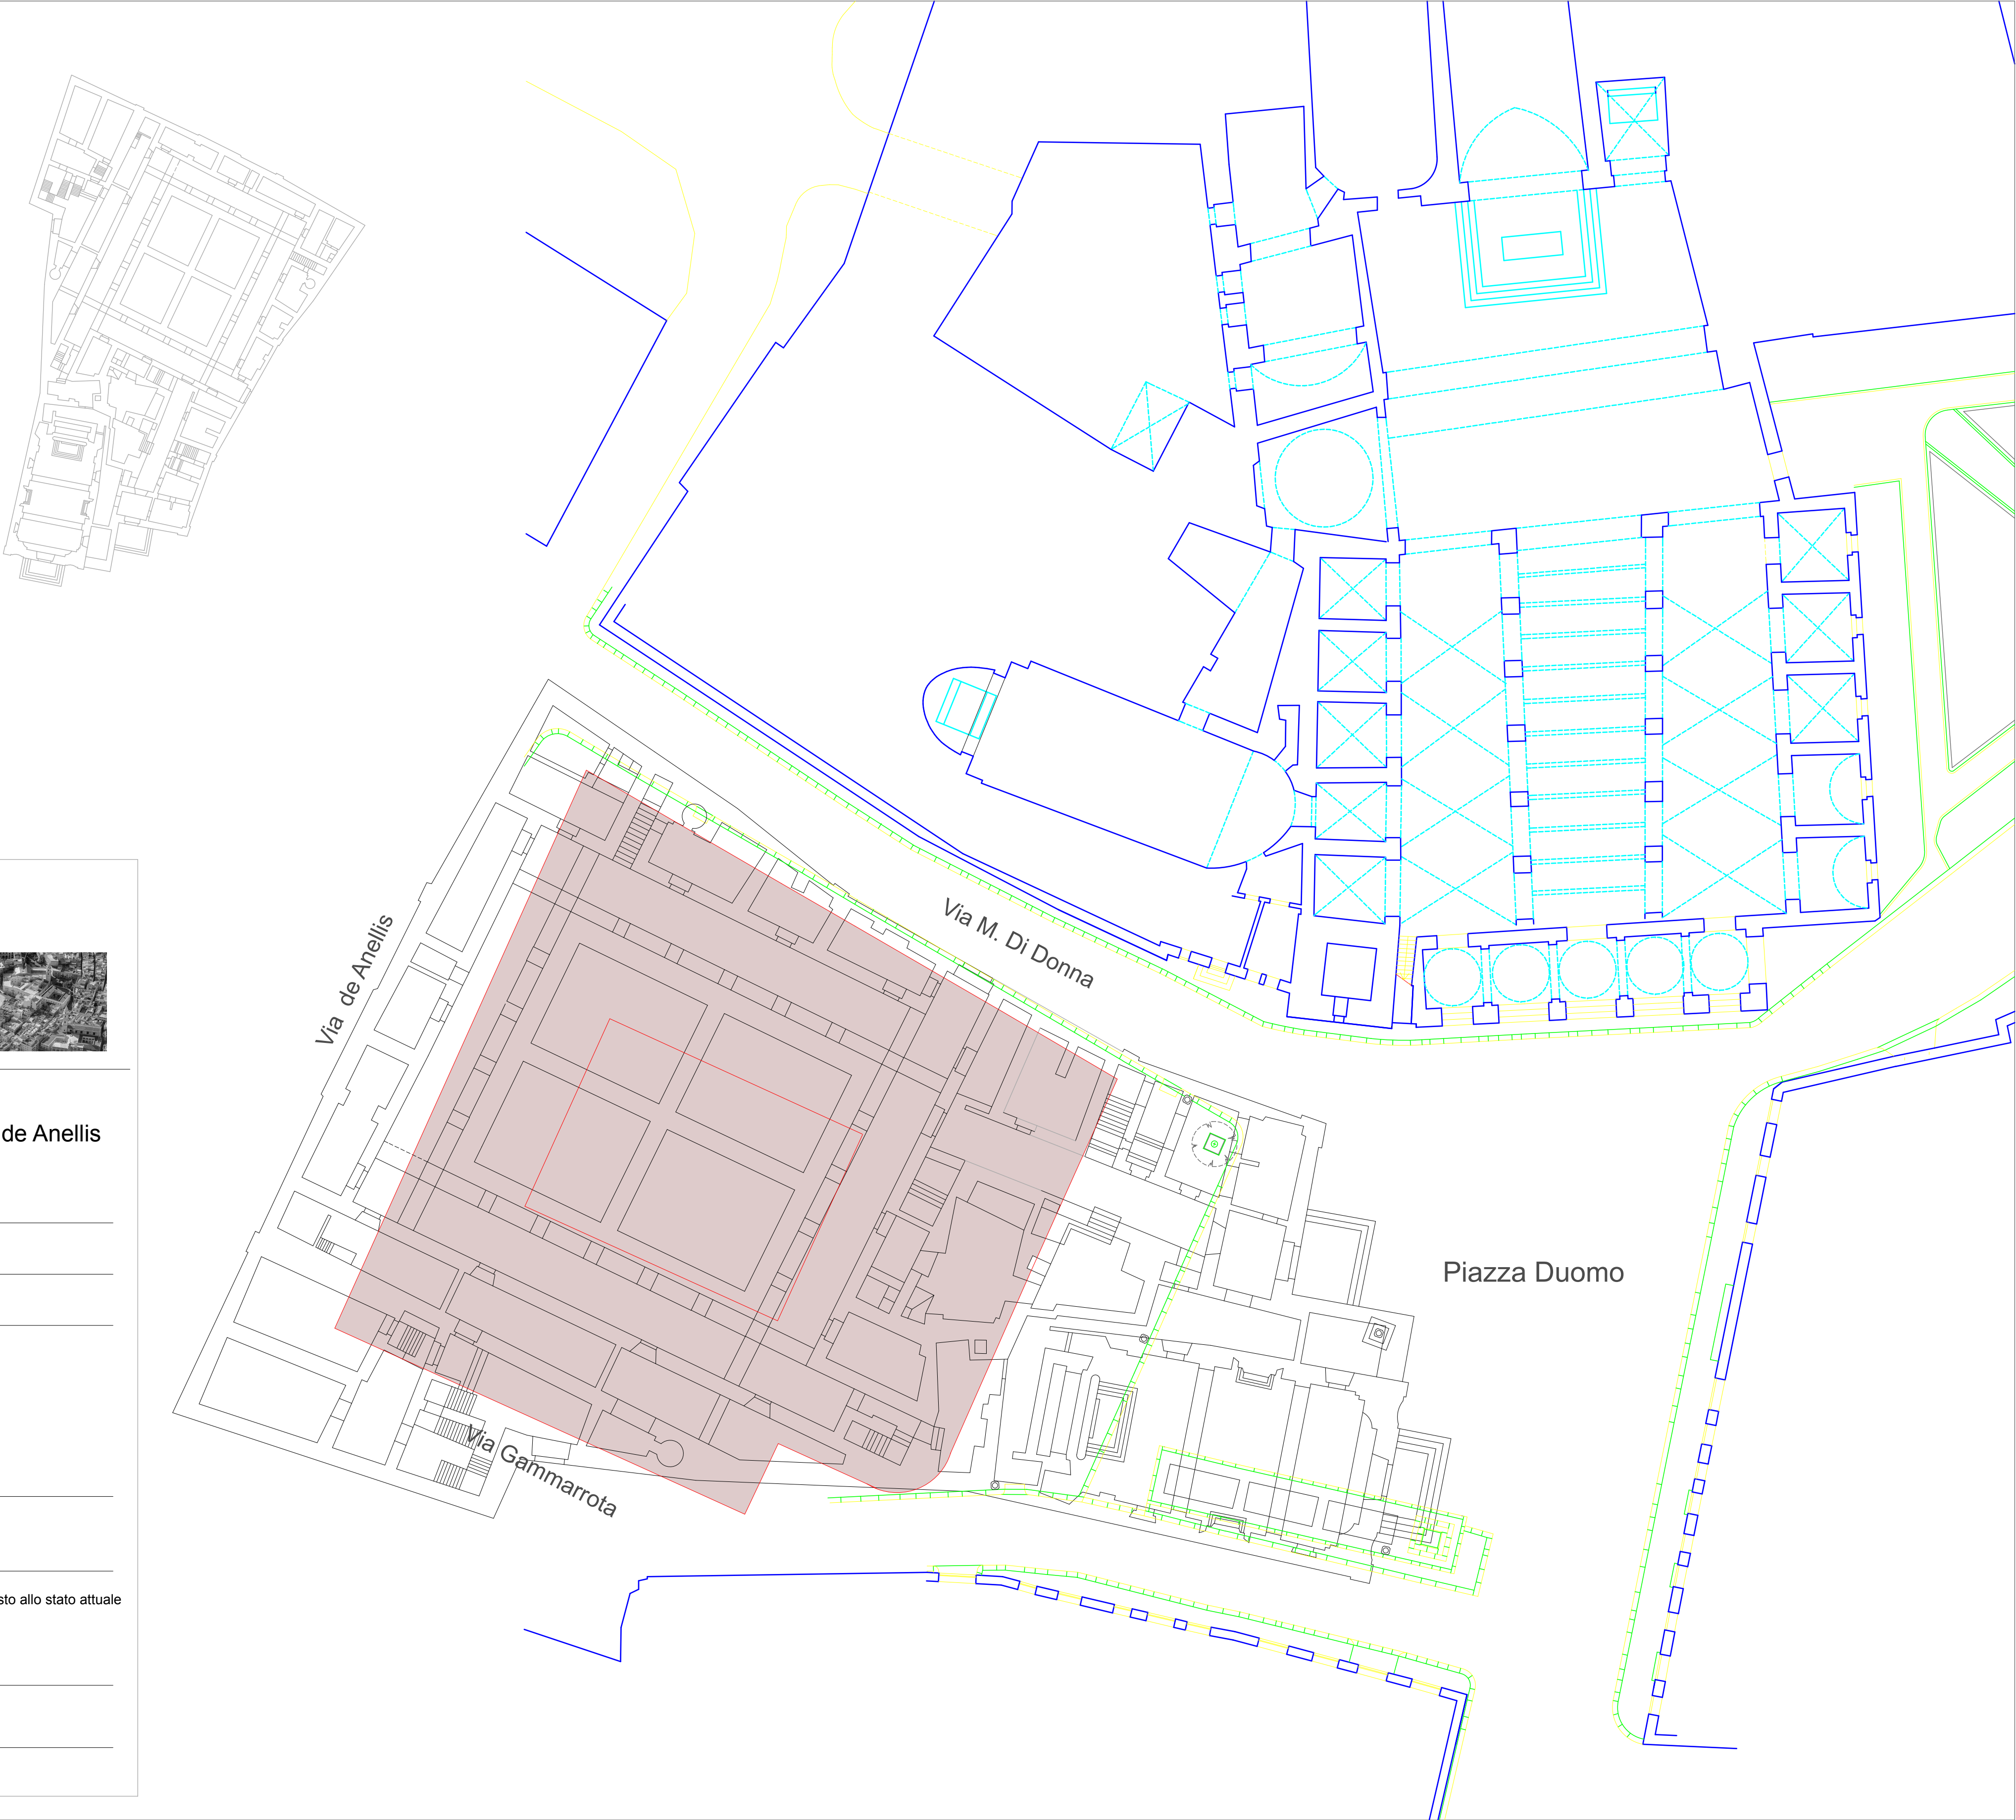 Via de Anellis
Via M. Di Donna
de Anellis
Piazza Duomo
Via Gammarrota
sto allo stato attuale